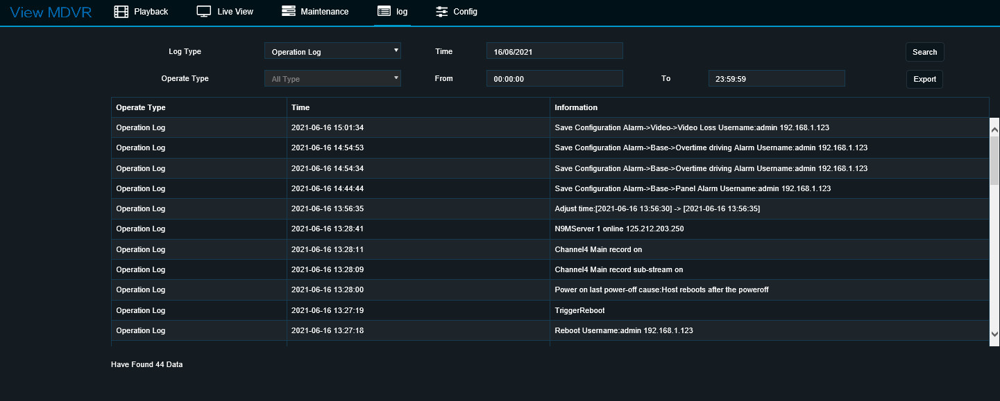 View MDVR Playback Live View Maintenance log Config
Log Type Operation Log Time 16/06/2021 Search
Operate Type All Type From 00:00:00 To 23:59:59 Export
Operate Type Time Information
Operation Log 2021-06-16 15:01:34 Save Configuration Alarm->Video->Video Loss Username:admin 192.168.1.123
Operation Log 2021-06-16 14:54:53 Save Configuration Alarm->Base->Overtime driving Alarm Username:admin 192.168.1.123
Operation Log 2021-06-16 14:54:34 Save Configuration Alarm->Base->Overtime driving Alarm Username:admin 192.168.1.123
Operation Log 2021-06-16 14:44:44 Save Configuration Alarm->Base->Panel Alarm Username:admin 192.168.1.123
Operation Log 2021-06-16 13:56:35 Adjust time:[2021-06-16 13:56:30] -> [2021-06-16 13:56:35]
Operation Log 2021-06-16 13:28:41 N9MServer 1 online 125.212.203.250
Operation Log 2021-06-16 13:28:11 Channel4 Main record on
Operation Log 2021-06-16 13:28:09 Channel4 Main record sub-stream on
Operation Log 2021-06-16 13:28:00 Power on last power-off cause:Host reboots after the poweroff
Operation Log 2021-06-16 13:27:19 TriggerReboot
Operation Log 2021-06-16 13:27:18 Reboot Username:admin 192.168.1.123
Have Found 44 Data